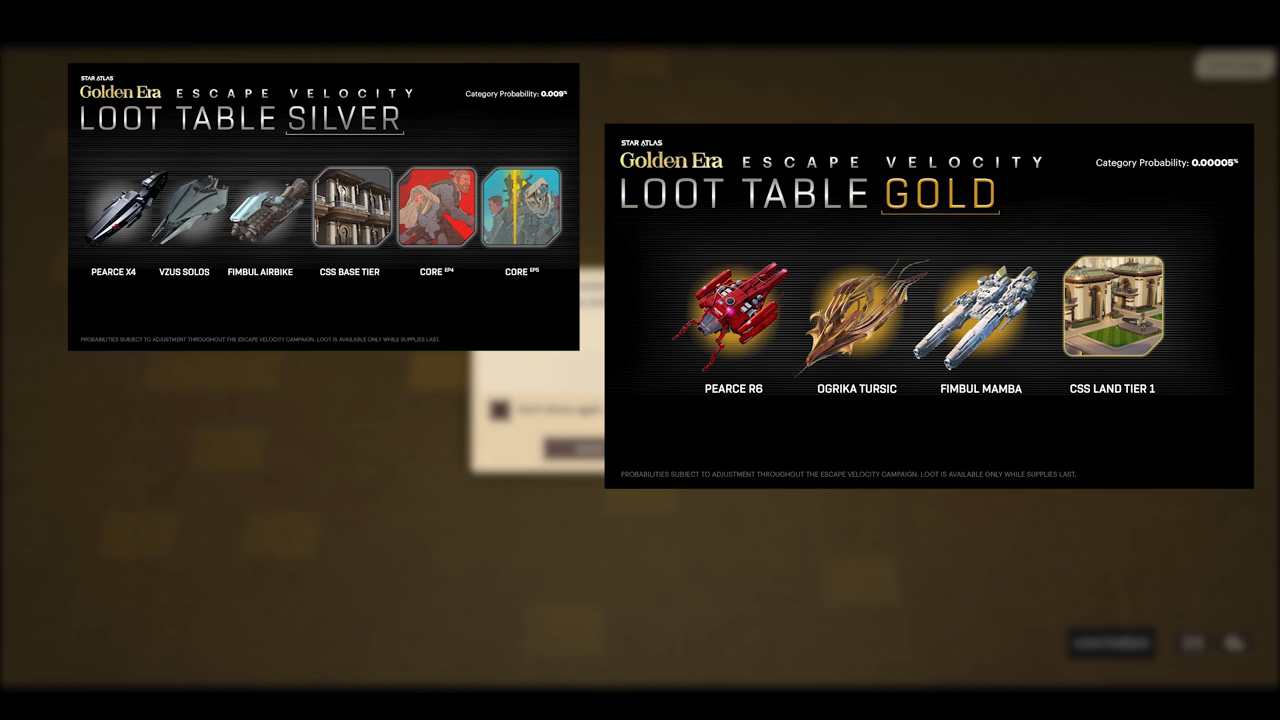 STAR ATLAS
Golden Era ESCAPE VELOCITY
Category Probability: 0.009%
LOOT TABLE SILVER
PEARCE X4 VZUS SOLOS FIMBUL AIRBIKE CSS BASE TIER CORE EP4 CORE EP5
PROBABILITIES SUBJECT TO ADJUSTMENT THROUGHOUT THE ESCAPE VELOCITY CAMPAIGN. LOOT IS AVAILABLE ONLY WHILE SUPPLIES LAST.
STAR ATLAS
Golden Era ESCAPE VELOCITY
Category Probability: 0.00005%
LOOT TABLE GOLD
PEARCE R6 OGRIKA TURSIC FIMBUL MAMBA CSS LAND TIER 1
PROBABILITIES SUBJECT TO ADJUSTMENT THROUGHOUT THE ESCAPE VELOCITY CAMPAIGN. LOOT IS AVAILABLE ONLY WHILE SUPPLIES LAST.